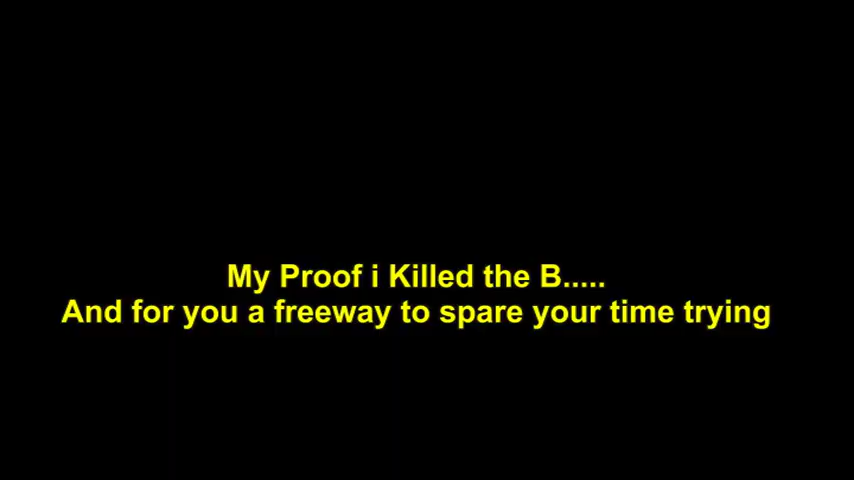 My Proof i Killed the B.....
And for you a freeway to spare your time trying